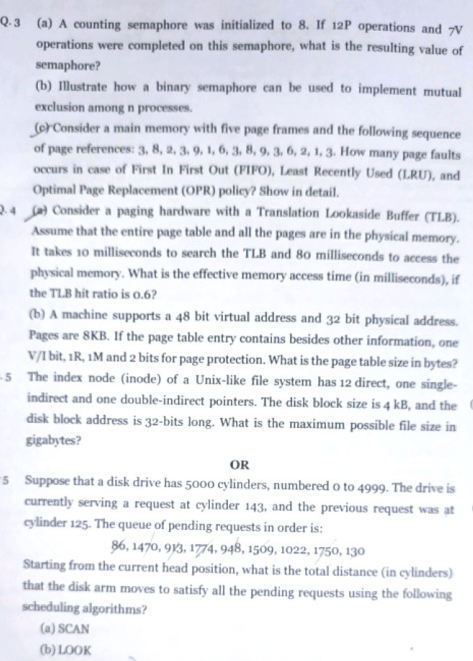 Q.3 (a) A counting semaphore was initialized to 8. If 12P operations and 7V
operations were completed on this semaphore, what is the resulting value of
semaphore?
(b) Illustrate how a binary semaphore can be used to implement mutual
exclusion among n processes.
(c) Consider a main memory with five page frames and the following sequence
of page references: 3, 8, 2, 3, 9, 1, 6, 3, 8, 9, 3, 6, 2, 1, 3. How many page faults
occurs in case of First In First Out (FIFO), Least Recently Used (LRU), and
Optimal Page Replacement (OPR) policy? Show in detail.
Q.4 (a) Consider a paging hardware with a Translation Lookaside Buffer (TLB).
Assume that the entire page table and all the pages are in the physical memory.
It takes 10 milliseconds to search the TLB and 80 milliseconds to access the
physical memory. What is the effective memory access time (in milliseconds), if
the TLB hit ratio is 0.6?
(b) A machine supports a 48 bit virtual address and 32 bit physical address.
Pages are 8KB. If the page table entry contains besides other information, one
V/I bit, 1R, 1M and 2 bits for page protection. What is the page table size in bytes?
5 The index node (inode) of a Unix-like file system has 12 direct, one single-
indirect and one double-indirect pointers. The disk block size is 4 kB, and the
disk block address is 32-bits long. What is the maximum possible file size in
gigabytes?
OR
5 Suppose that a disk drive has 5000 cylinders, numbered 0 to 4999. The drive is
currently serving a request at cylinder 143, and the previous request was at
cylinder 125. The queue of pending requests in order is:
86, 1470, 913, 1774, 948, 1509, 1022, 1750, 130
Starting from the current head position, what is the total distance (in cylinders)
that the disk arm moves to satisfy all the pending requests using the following
scheduling algorithms?
(a) SCAN
(b) LOOK